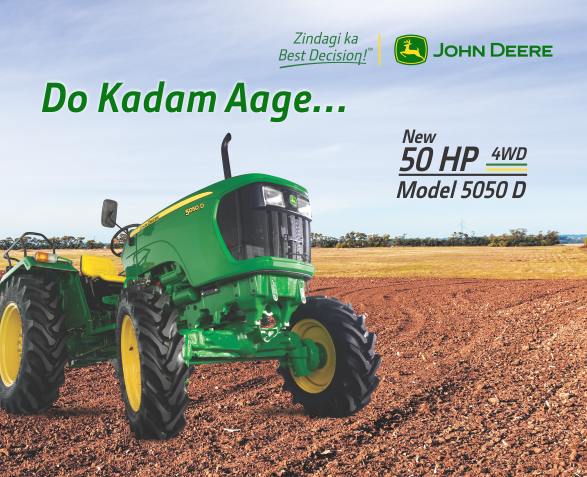 Zindagi ka
Best Decision!™
JOHN DEERE
Do Kadam Aage...
New
50 HP 4WD
Model 5050 D
5050 D